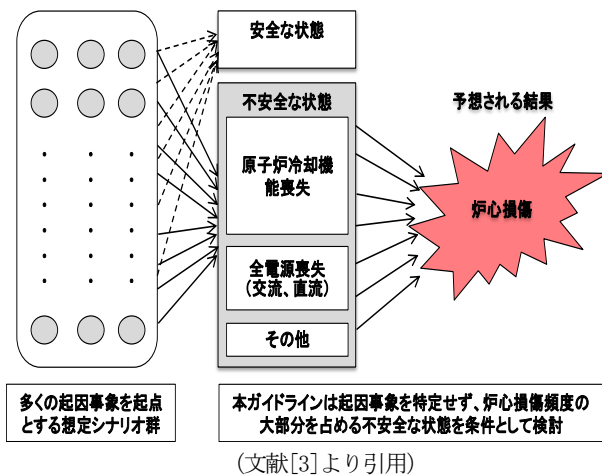 安全な状態
不安全な状態
原子炉冷却機
能喪失
全電源喪失
(交流、直流)
その他
予想される結果
炉心損傷
多くの起因事象を起点
とする想定シナリオ群
本ガイドラインは起因事象を特定せず、炉心損傷頻度の
大部分を占める不安全な状態を条件として検討
(文献[3]より引用)